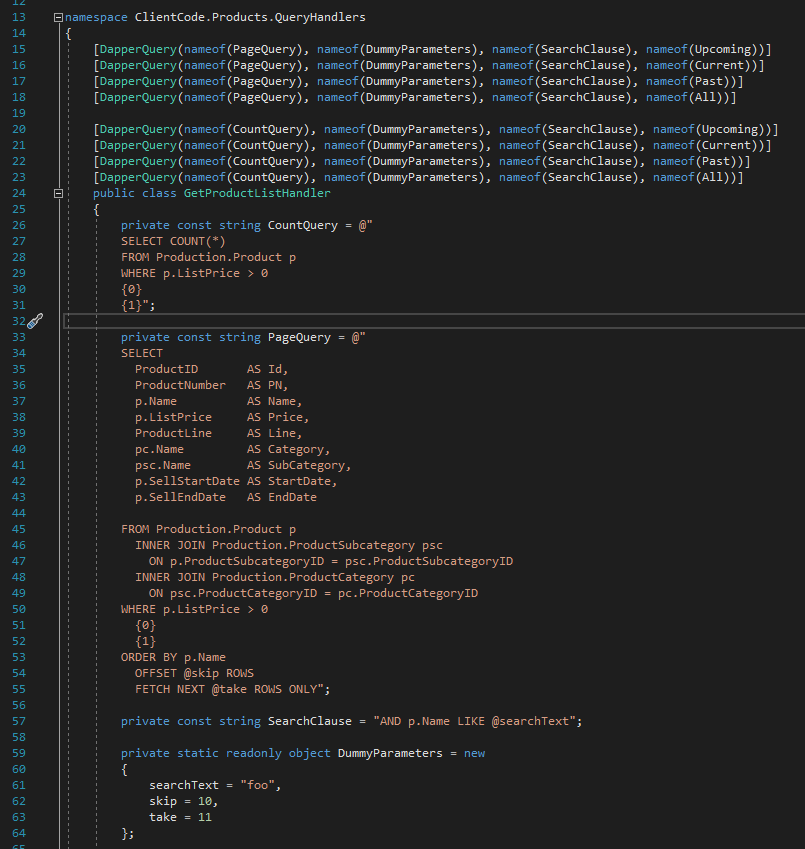 12
13 namespace ClientCode.Products.QueryHandlers
14 {
15 [DapperQuery(nameof(PageQuery), nameof(DummyParameters), nameof(SearchClause), nameof(Upcoming))]
16 [DapperQuery(nameof(PageQuery), nameof(DummyParameters), nameof(SearchClause), nameof(Current))]
17 [DapperQuery(nameof(PageQuery), nameof(DummyParameters), nameof(SearchClause), nameof(Past))]
18 [DapperQuery(nameof(PageQuery), nameof(DummyParameters), nameof(SearchClause), nameof(All))]
19
20 [DapperQuery(nameof(CountQuery), nameof(DummyParameters), nameof(SearchClause), nameof(Upcoming))]
21 [DapperQuery(nameof(CountQuery), nameof(DummyParameters), nameof(SearchClause), nameof(Current))]
22 [DapperQuery(nameof(CountQuery), nameof(DummyParameters), nameof(SearchClause), nameof(Past))]
23 [DapperQuery(nameof(CountQuery), nameof(DummyParameters), nameof(SearchClause), nameof(All))]
24 public class GetProductListHandler
25 {
26 private const string CountQuery = @"
27 SELECT COUNT(*)
28 FROM Production.Product p
29 WHERE p.ListPrice > 0
30 {0}
31 {1}";
32
33 private const string PageQuery = @"
34 SELECT
35 ProductID AS Id,
36 ProductNumber AS PN,
37 p.Name AS Name,
38 p.ListPrice AS Price,
39 ProductLine AS Line,
40 pc.Name AS Category,
41 psc.Name AS SubCategory,
42 p.SellStartDate AS StartDate,
43 p.SellEndDate AS EndDate
44
45 FROM Production.Product p
46 INNER JOIN Production.ProductSubcategory psc
47 ON p.ProductSubcategoryID = psc.ProductSubcategoryID
48 INNER JOIN Production.ProductCategory pc
49 ON psc.ProductCategoryID = pc.ProductCategoryID
50 WHERE p.ListPrice > 0
51 {0}
52 {1}
53 ORDER BY p.Name
54 OFFSET @skip ROWS
55 FETCH NEXT @take ROWS ONLY";
56
57 private const string SearchClause = "AND p.Name LIKE @searchText";
58
59 private static readonly object DummyParameters = new
60 {
61 searchText = "foo",
62 skip = 10,
63 take = 11
64 };
65